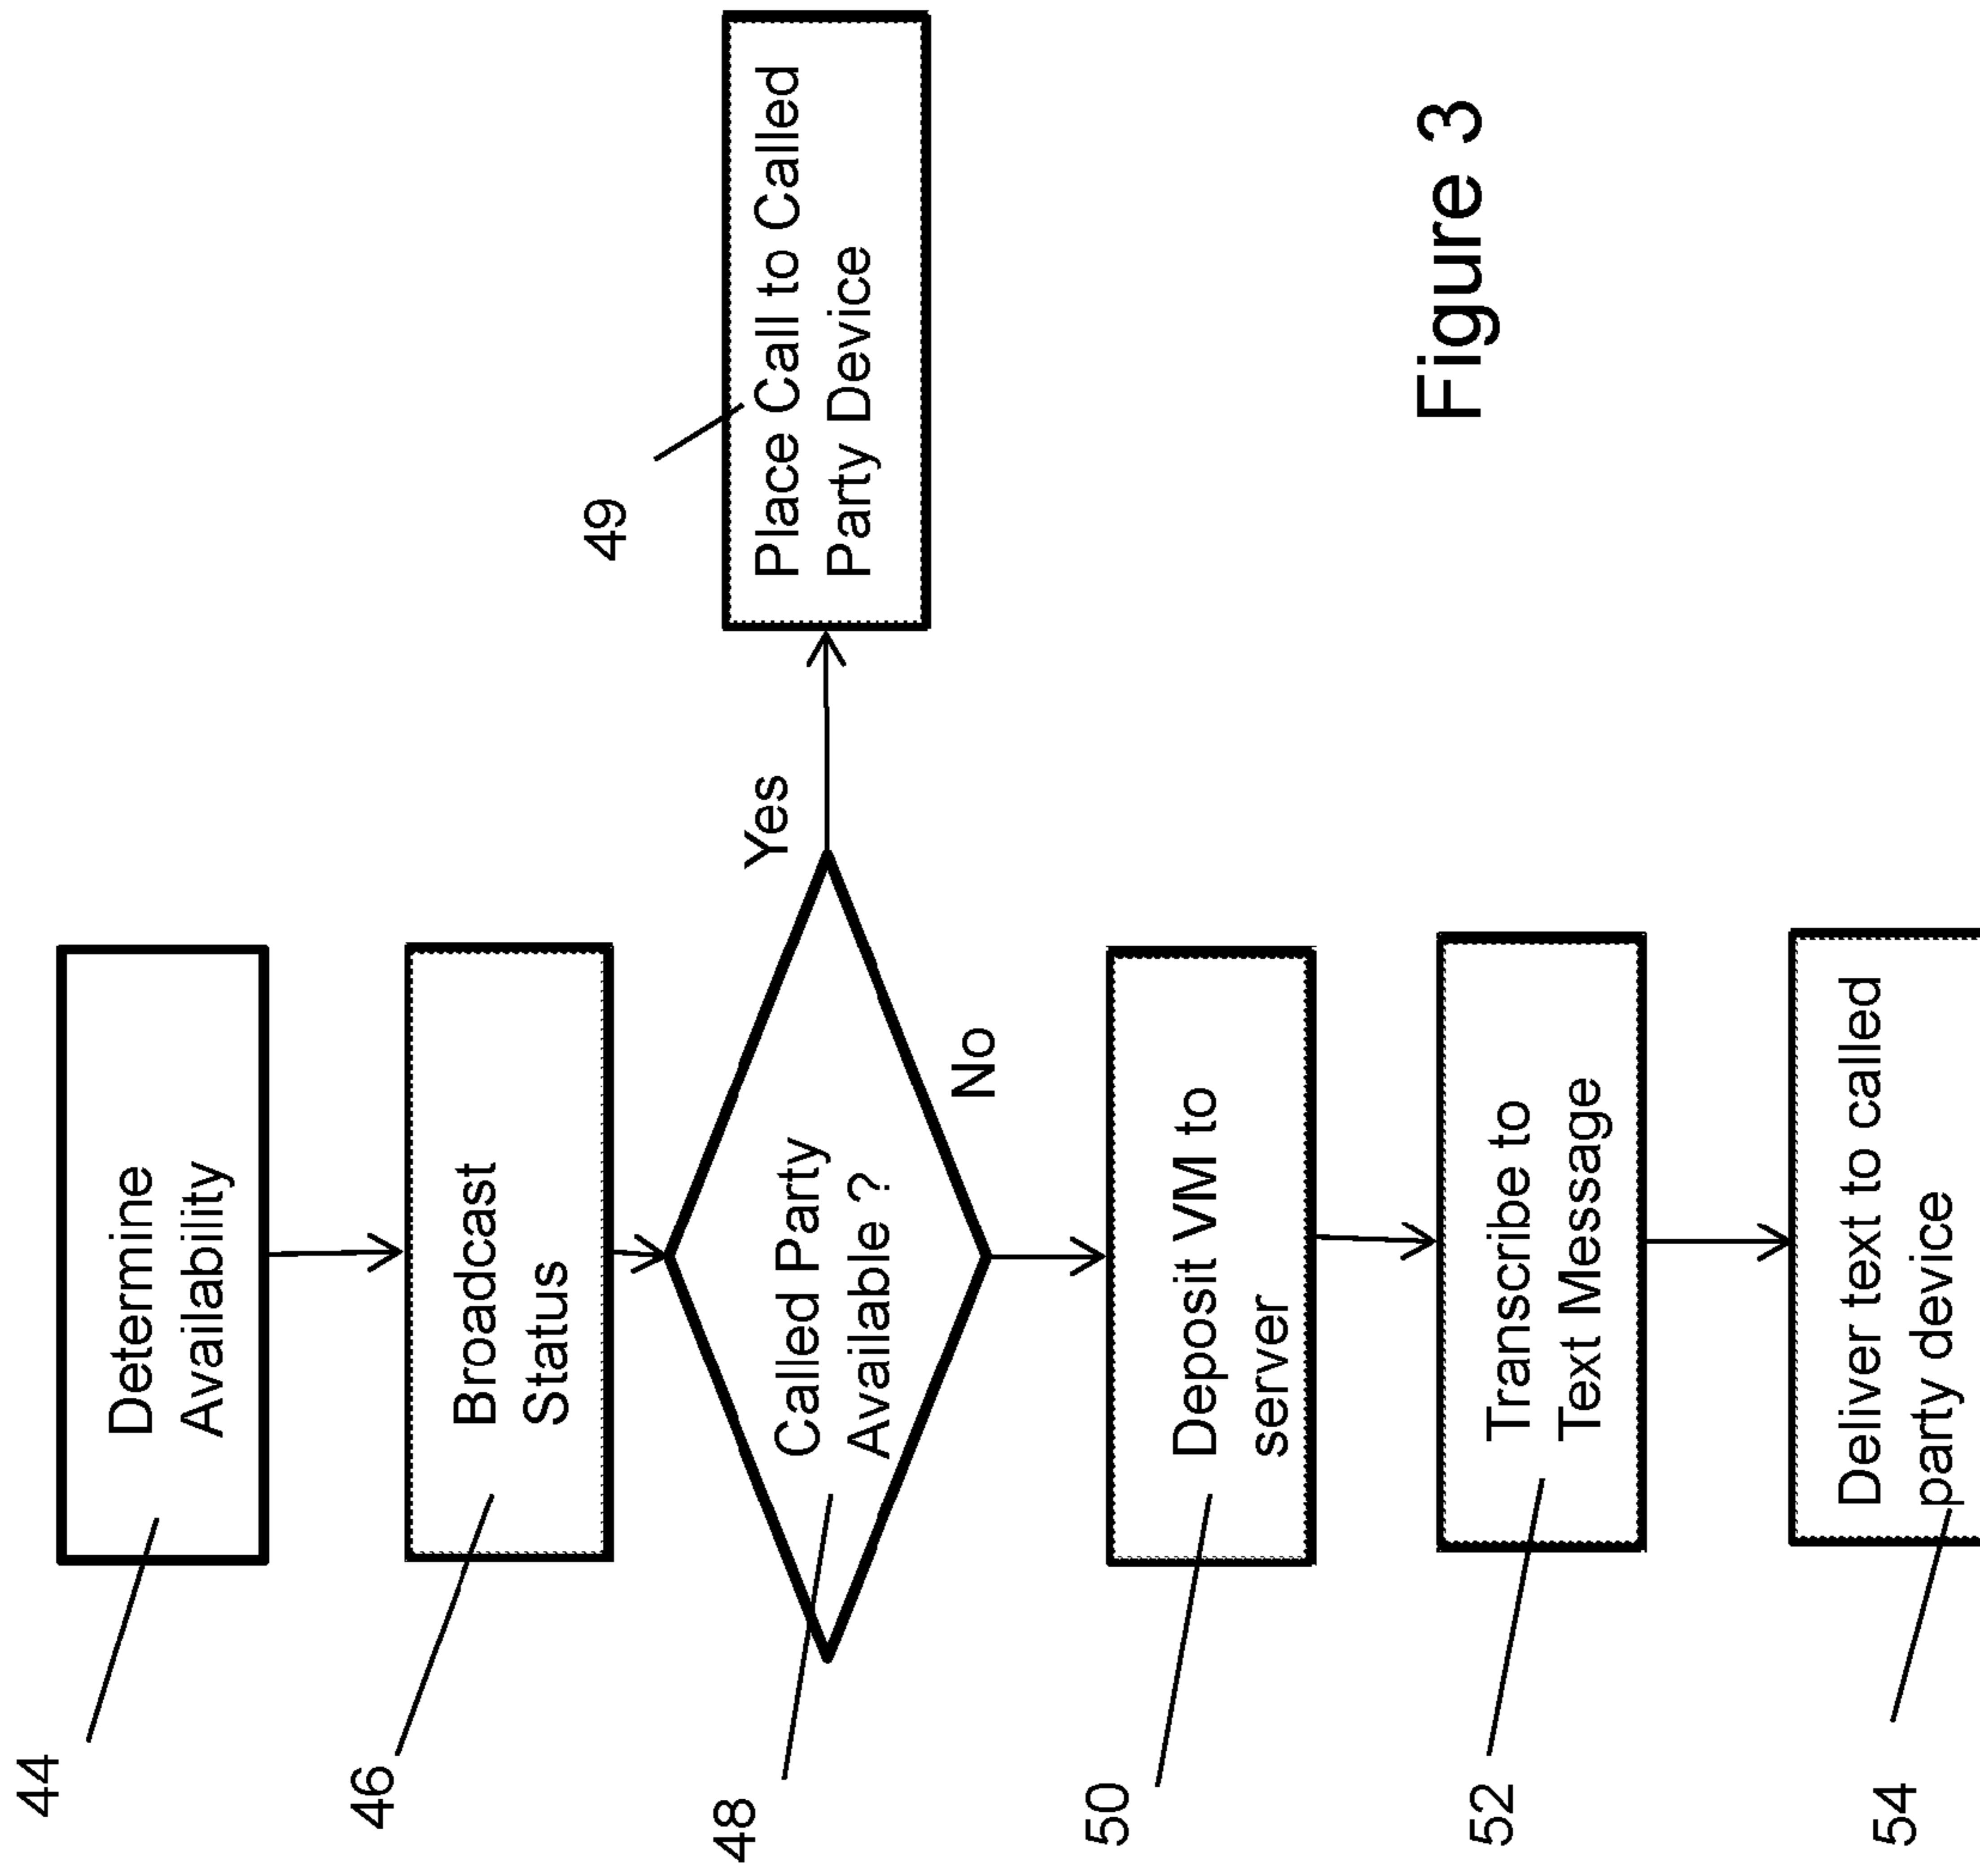 44
Determine
Availability
46
Broadcast
Status
48
Called Party
Available ?
Yes
49
Place Call to Called
Party Device
No
50
Deposit VM to
server
52
Transcribe to
Text Message
54
Deliver text to called
party device
Figure 3